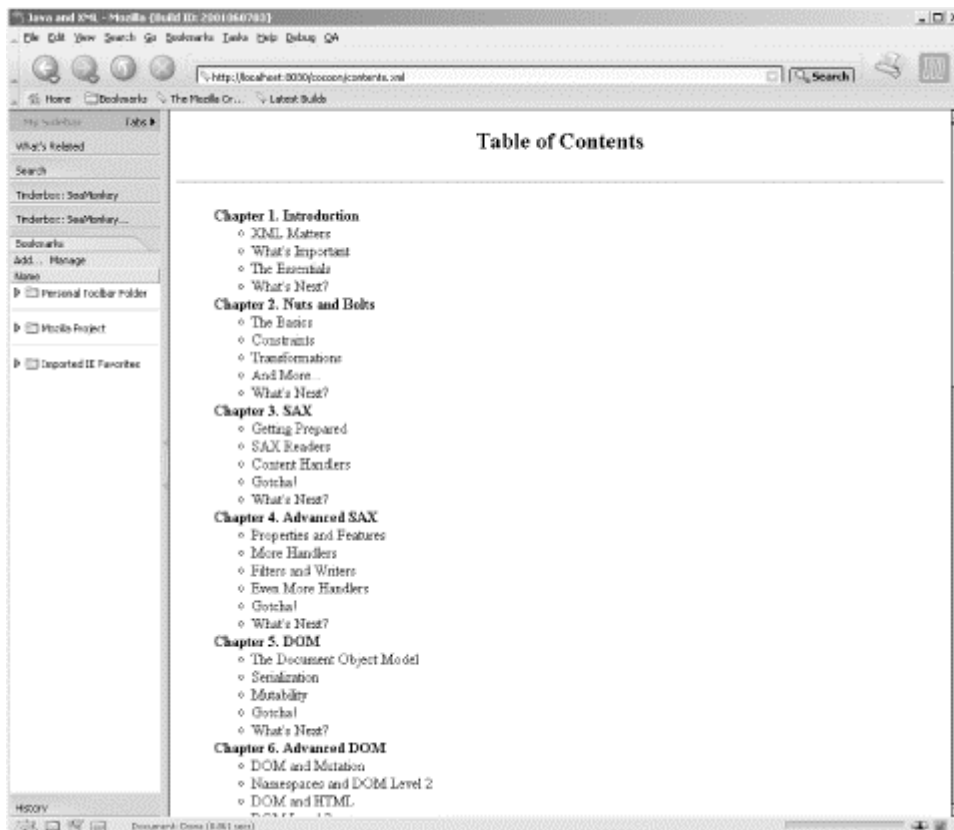 Java and XML - Mozilla {Build ID: 2001060703}
File Edit View Search Go Bookmarks Tasks Help Debug QA
http://localhost:8080/cocoon/contents.xml
Search
Home Bookmarks The Mozilla Or... Latest Builds
My Sidebar Tabs
What's Related
Search
Tinderbox: SeaMonkey
Tinderbox: SeaMonkey...
Bookmarks
Add... Manage
Name
Personal Toolbar Folder
Mozilla Project
Imported IE Favorites
History
Table of Contents
Chapter 1. Introduction
XML Matters
What's Important
The Essentials
What's Next?
Chapter 2. Nuts and Bolts
The Basics
Constraints
Transformations
And More...
What's Next?
Chapter 3. SAX
Getting Prepared
SAX Readers
Content Handlers
Gotcha!
What's Next?
Chapter 4. Advanced SAX
Properties and Features
More Handlers
Filters and Writers
Even More Handlers
Gotcha!
What's Next?
Chapter 5. DOM
The Document Object Model
Serialization
Mutability
Gotcha!
What's Next?
Chapter 6. Advanced DOM
DOM and Mutation
Namespaces and DOM Level 2
DOM and HTML
Document: Done